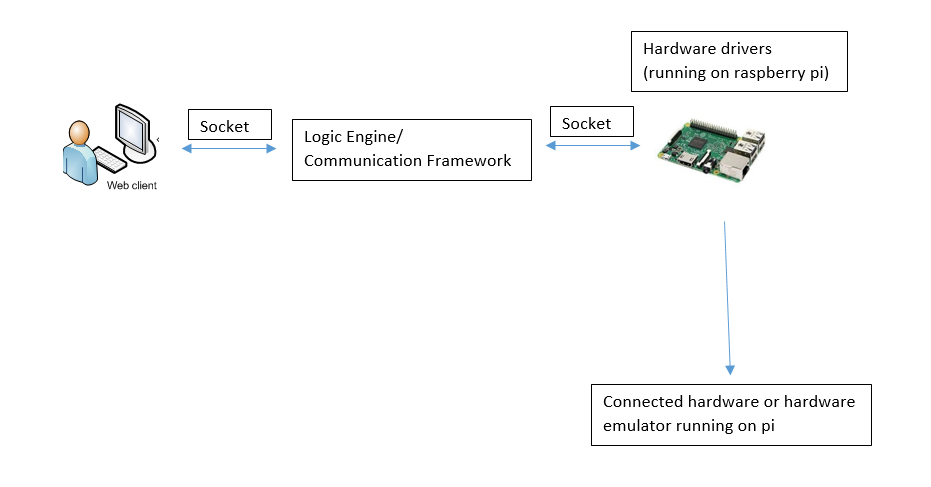 Hardware drivers
(running on raspberry pi)
Socket
Socket
Logic Engine/
Communication Framework
Web client
Connected hardware or hardware
emulator running on pi